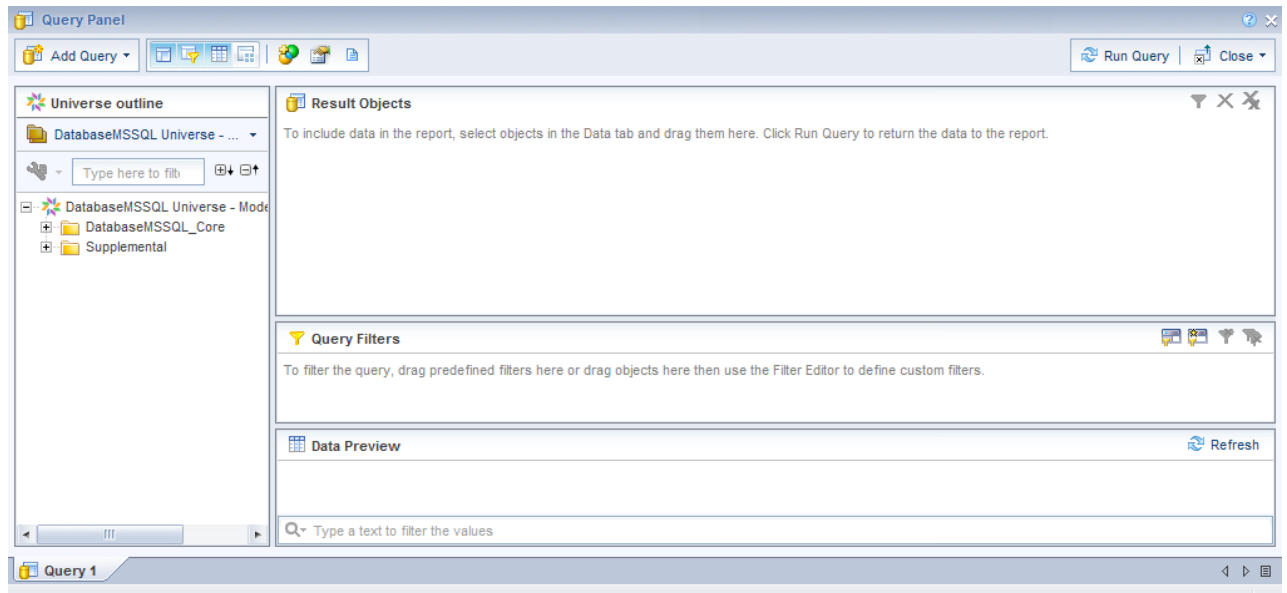 Query Panel
Add Query
Run Query
Close
Universe outline
DatabaseMSSQL Universe - ...
Type here to filt
DatabaseMSSQL Universe - Mode
DatabaseMSSQL_Core
Supplemental
Result Objects
To include data in the report, select objects in the Data tab and drag them here. Click Run Query to return the data to the report.
Query Filters
To filter the query, drag predefined filters here or drag objects here then use the Filter Editor to define custom filters.
Data Preview
Refresh
Type a text to filter the values
Query 1